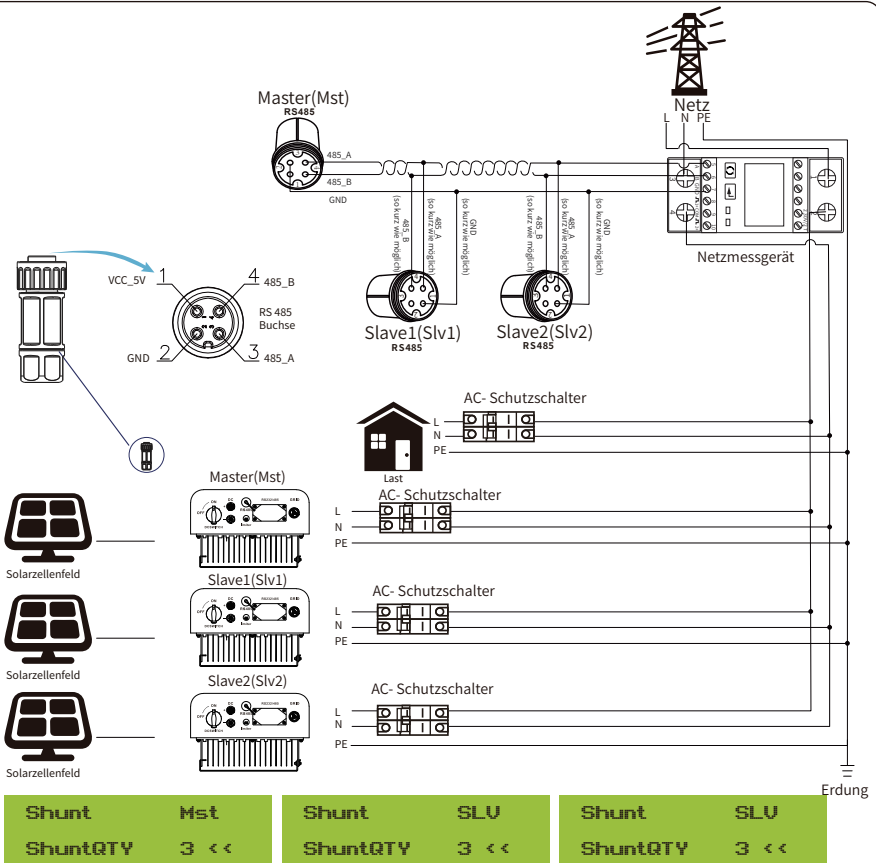 Master(Mst)
RS485
485_A
485_B
GND
Netz
L N PE
Netzmessgerät
485_B
(so kurz wie möglich)
485_A
(so kurz wie möglich)
GND
(so kurz wie möglich)
485_B
(so kurz wie möglich)
485_A
(so kurz wie möglich)
GND
(so kurz wie möglich)
Slave1(Slv1)
RS485
Slave2(Slv2)
RS485
VCC_5V 1
4 485_B
RS 485
Buchse
GND 2
3 485_A
AC- Schutzschalter
L
N
PE
Last
Master(Mst)
AC- Schutzschalter
L
N
PE
Solarzellenfeld
Slave1(Slv1)
AC- Schutzschalter
L
N
PE
Solarzellenfeld
Slave2(Slv2)
AC- Schutzschalter
L
N
PE
Solarzellenfeld
Erdung
Shunt Mst
ShuntQTY 3 <<
Shunt SLV
ShuntQTY 3 <<
Shunt SLV
ShuntQTY 3 <<